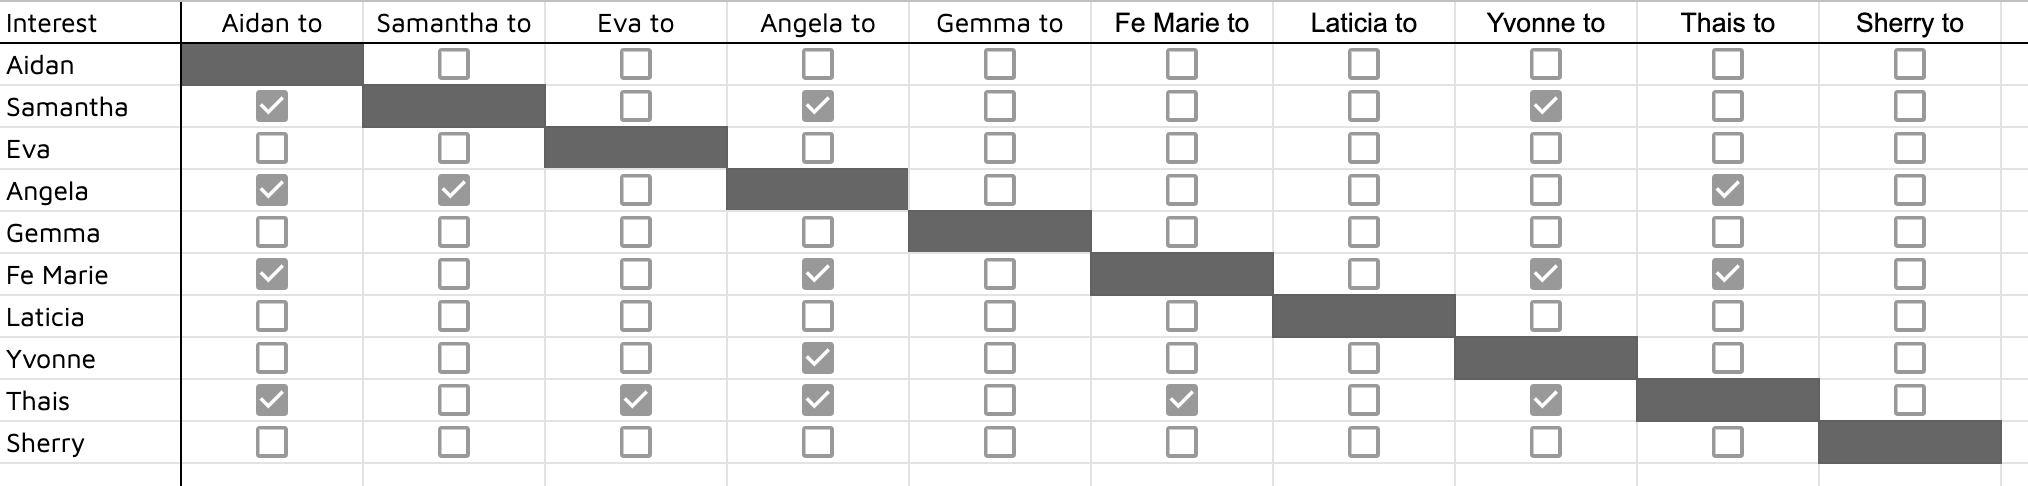 Interest Aidan to Samantha to Eva to Angela to Gemma to Fe Marie to Laticia to Yvonne to Thais to Sherry to
Aidan
Samantha
Eva
Angela
Gemma
Fe Marie
Laticia
Yvonne
Thais
Sherry